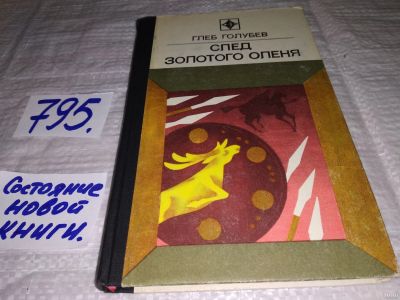 ГЛЕБ ГОЛУБЕВ
СЛЕД
ЗОЛОТОГО ОЛЕНЯ
795.
Состояние
новой
книги.